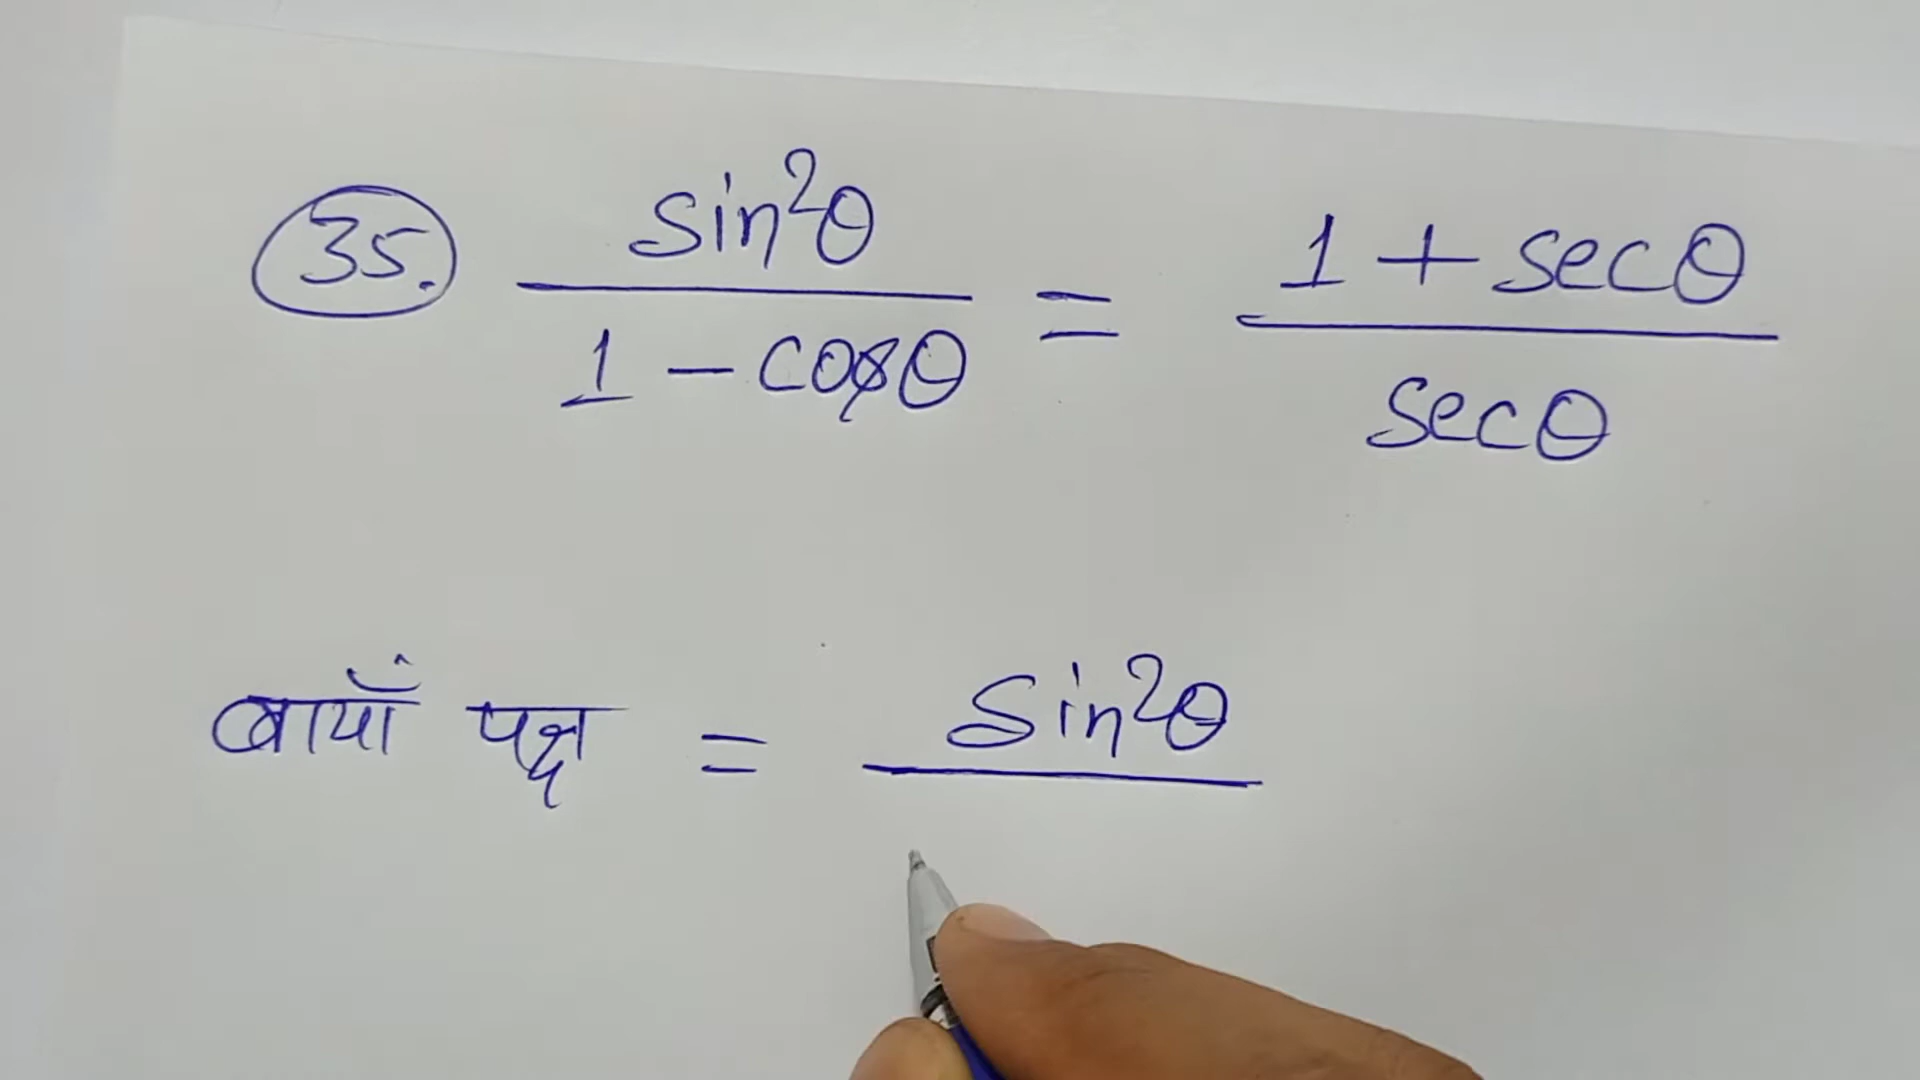 35. sin²θ / 1 - cosθ = 1 + secθ / secθ
बायाँ पक्ष = sin²θ